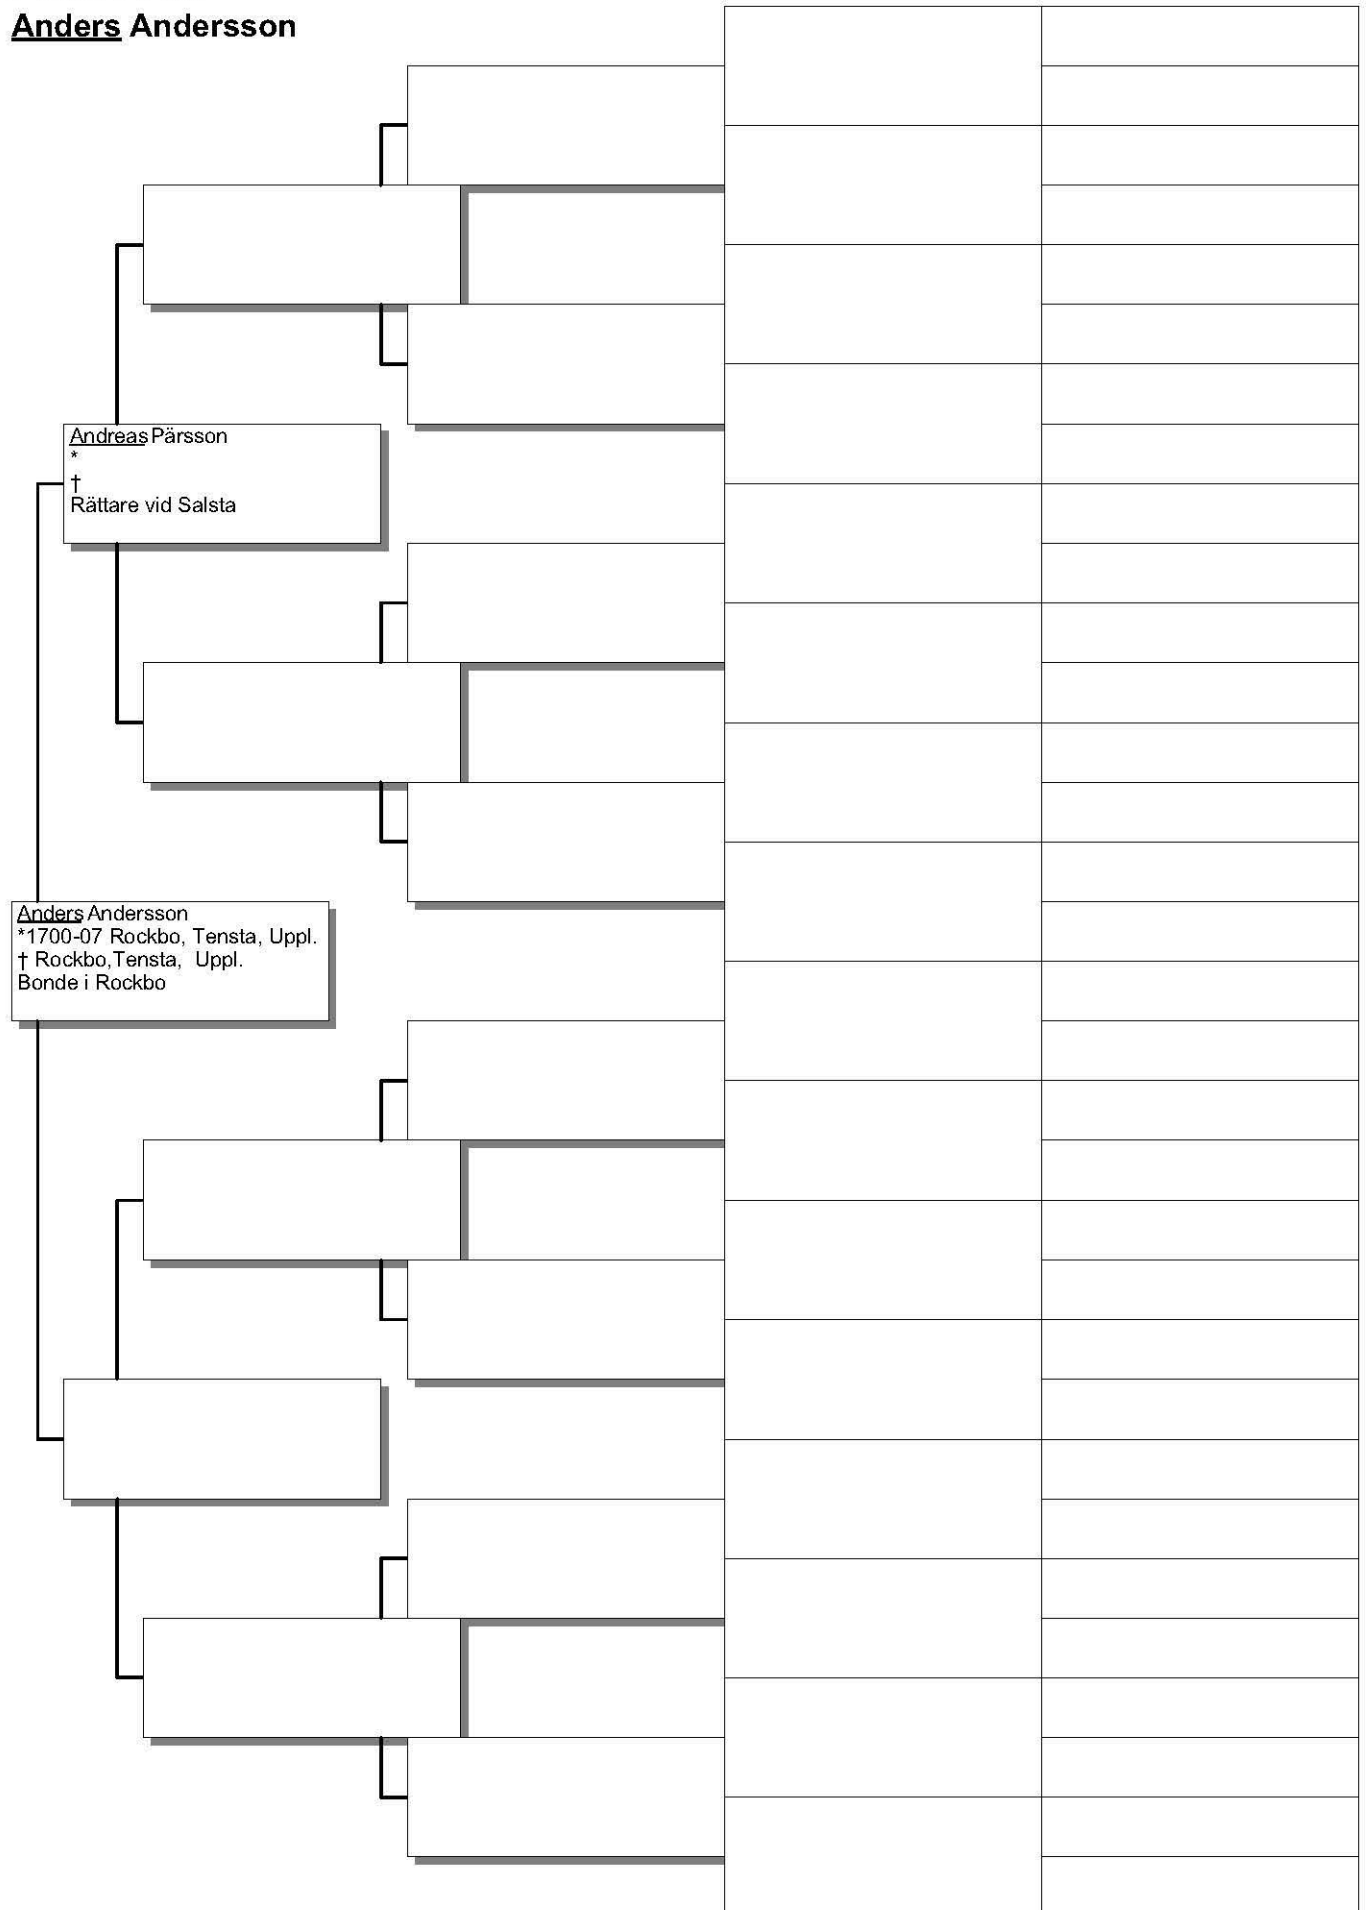 Anders Andersson
Andreas Pärsson
*
†
Rättare vid Salsta
Anders Andersson
*1700-07 Rockbo, Tensta, Uppl.
† Rockbo,Tensta, Uppl.
Bonde i Rockbo